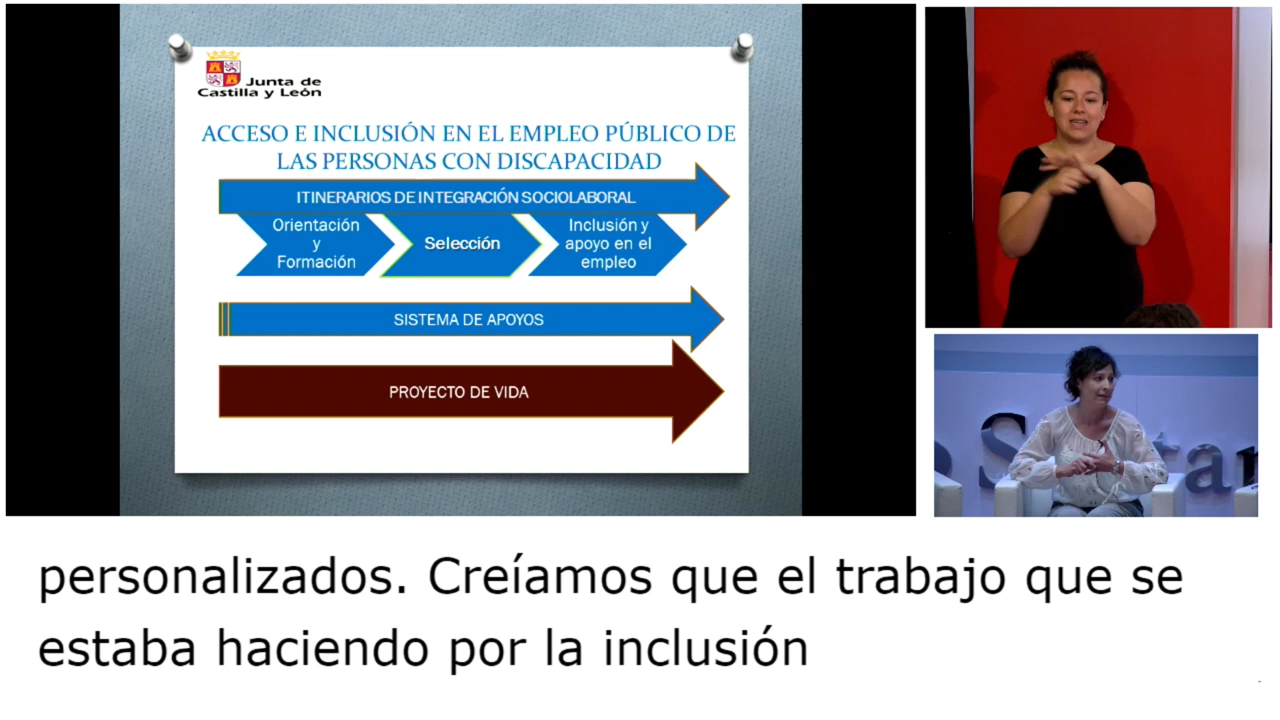 Junta de
Castilla y León
ACCESO E INCLUSIÓN EN EL EMPLEO PÚBLICO DE
LAS PERSONAS CON DISCAPACIDAD
ITINERARIOS DE INTEGRACIÓN SOCIOLABORAL
Orientación
y
Formación
Selección
Inclusión y
apoyo en el
empleo
SISTEMA DE APOYOS
PROYECTO DE VIDA
personalizados. Creíamos que el trabajo que se
estaba haciendo por la inclusión